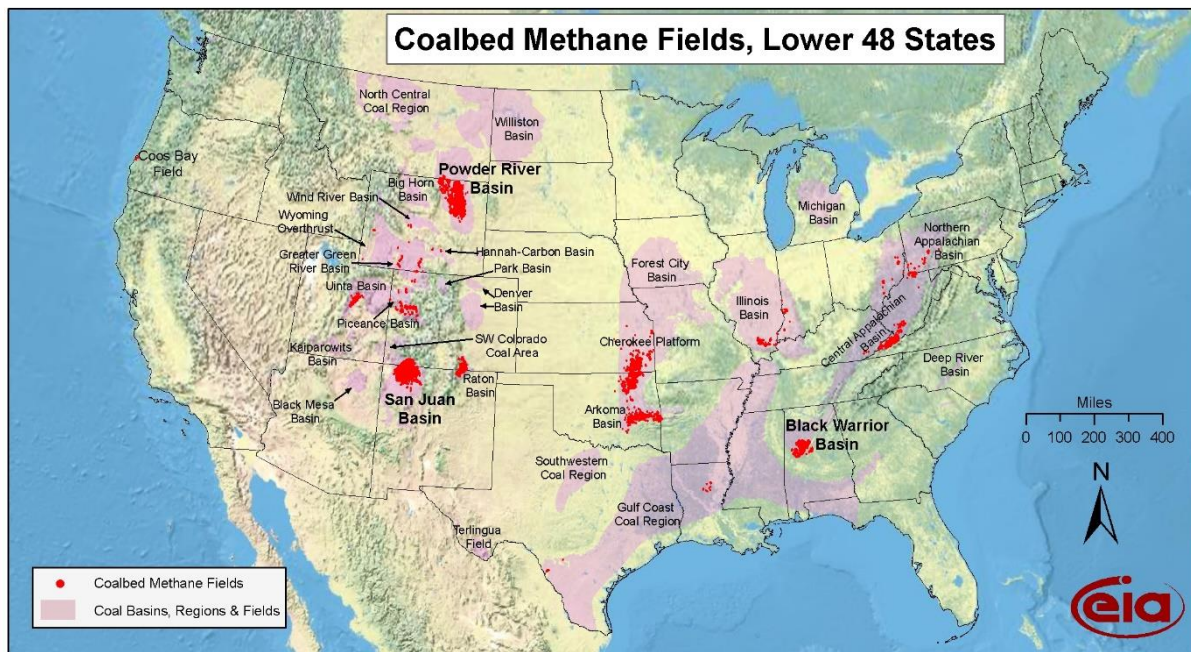 Coalbed Methane Fields, Lower 48 States
North Central
Coal Region
Williston
Basin
Coos Bay
Field
Powder River
Basin
Big Horn
Basin
Wind River Basin
Wyoming
Overthrust
Michigan
Basin
Northern
Appalachian
Basin
Hannah-Carbon Basin
Greater Green
River Basin
Park Basin
Forest City
Basin
Uinta Basin
Denver
Basin
Illinois
Basin
Piceance Basin
Central Appalachian
Basin
SW Colorado
Coal Area
Kaiparowits
Basin
Cherokee Platform
Deep River
Basin
Raton
Basin
San Juan
Basin
Black Mesa
Basin
Arkoma
Basin
Black Warrior
Basin
Miles
0 100 200 300 400
N
Southwestern
Coal Region
Gulf Coast
Coal Region
Terlingua
Field
Coalbed Methane Fields
Coal Basins, Regions & Fields
eia